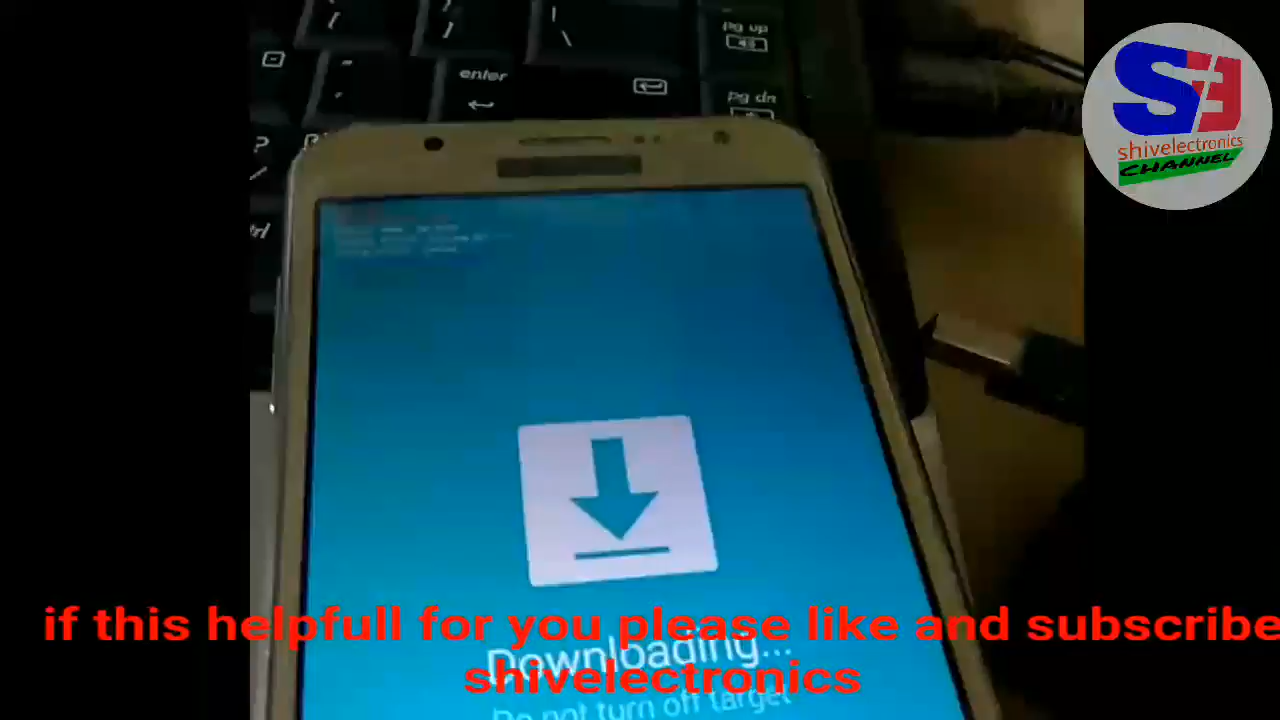 pg up
enter
pg dn
?
SE
shivelectronics
CHANNEL
if this helpfull for you please like and subscribe
Downloading...
shivelectronics
Do not turn off target